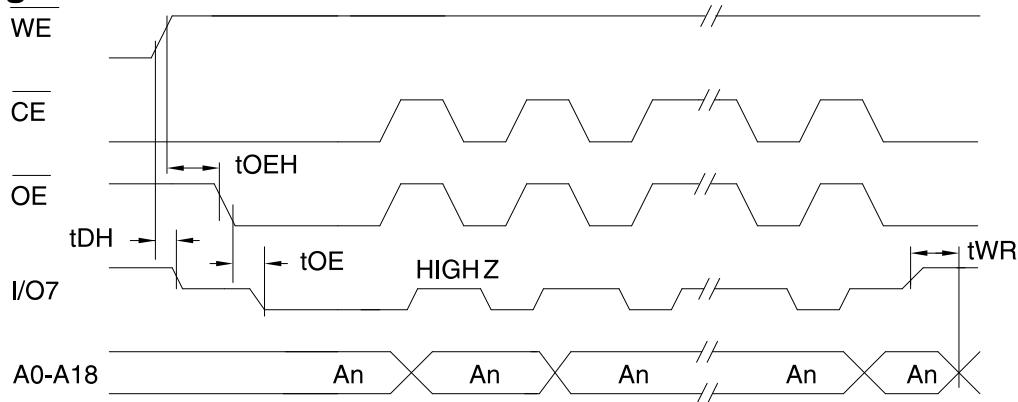 WE
CE
tOEH
OE
tDH
tOE
tWR
HIGH Z
I/O7
A0-A18 An An An An An